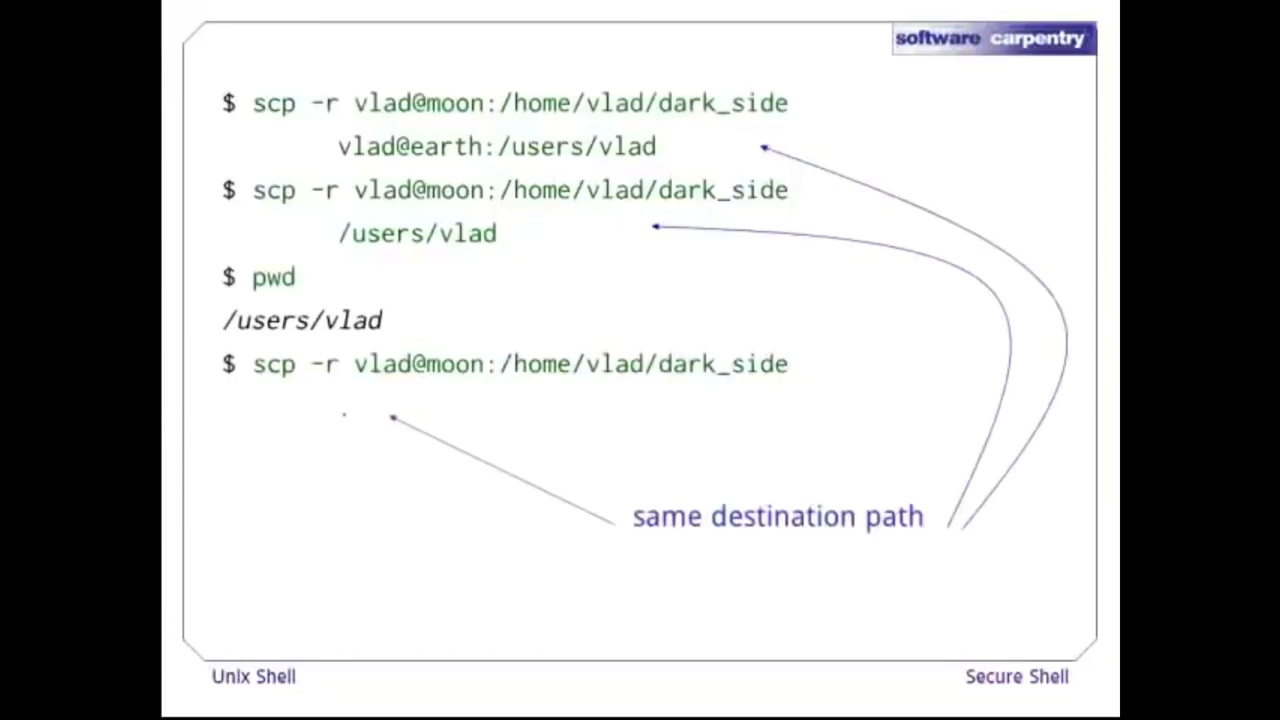 software carpentry
$ scp -r vlad@moon:/home/vlad/dark_side
vlad@earth:/users/vlad
$ scp -r vlad@moon:/home/vlad/dark_side
/users/vlad
$ pwd
/users/vlad
$ scp -r vlad@moon:/home/vlad/dark_side
.
same destination path
Unix Shell
Secure Shell